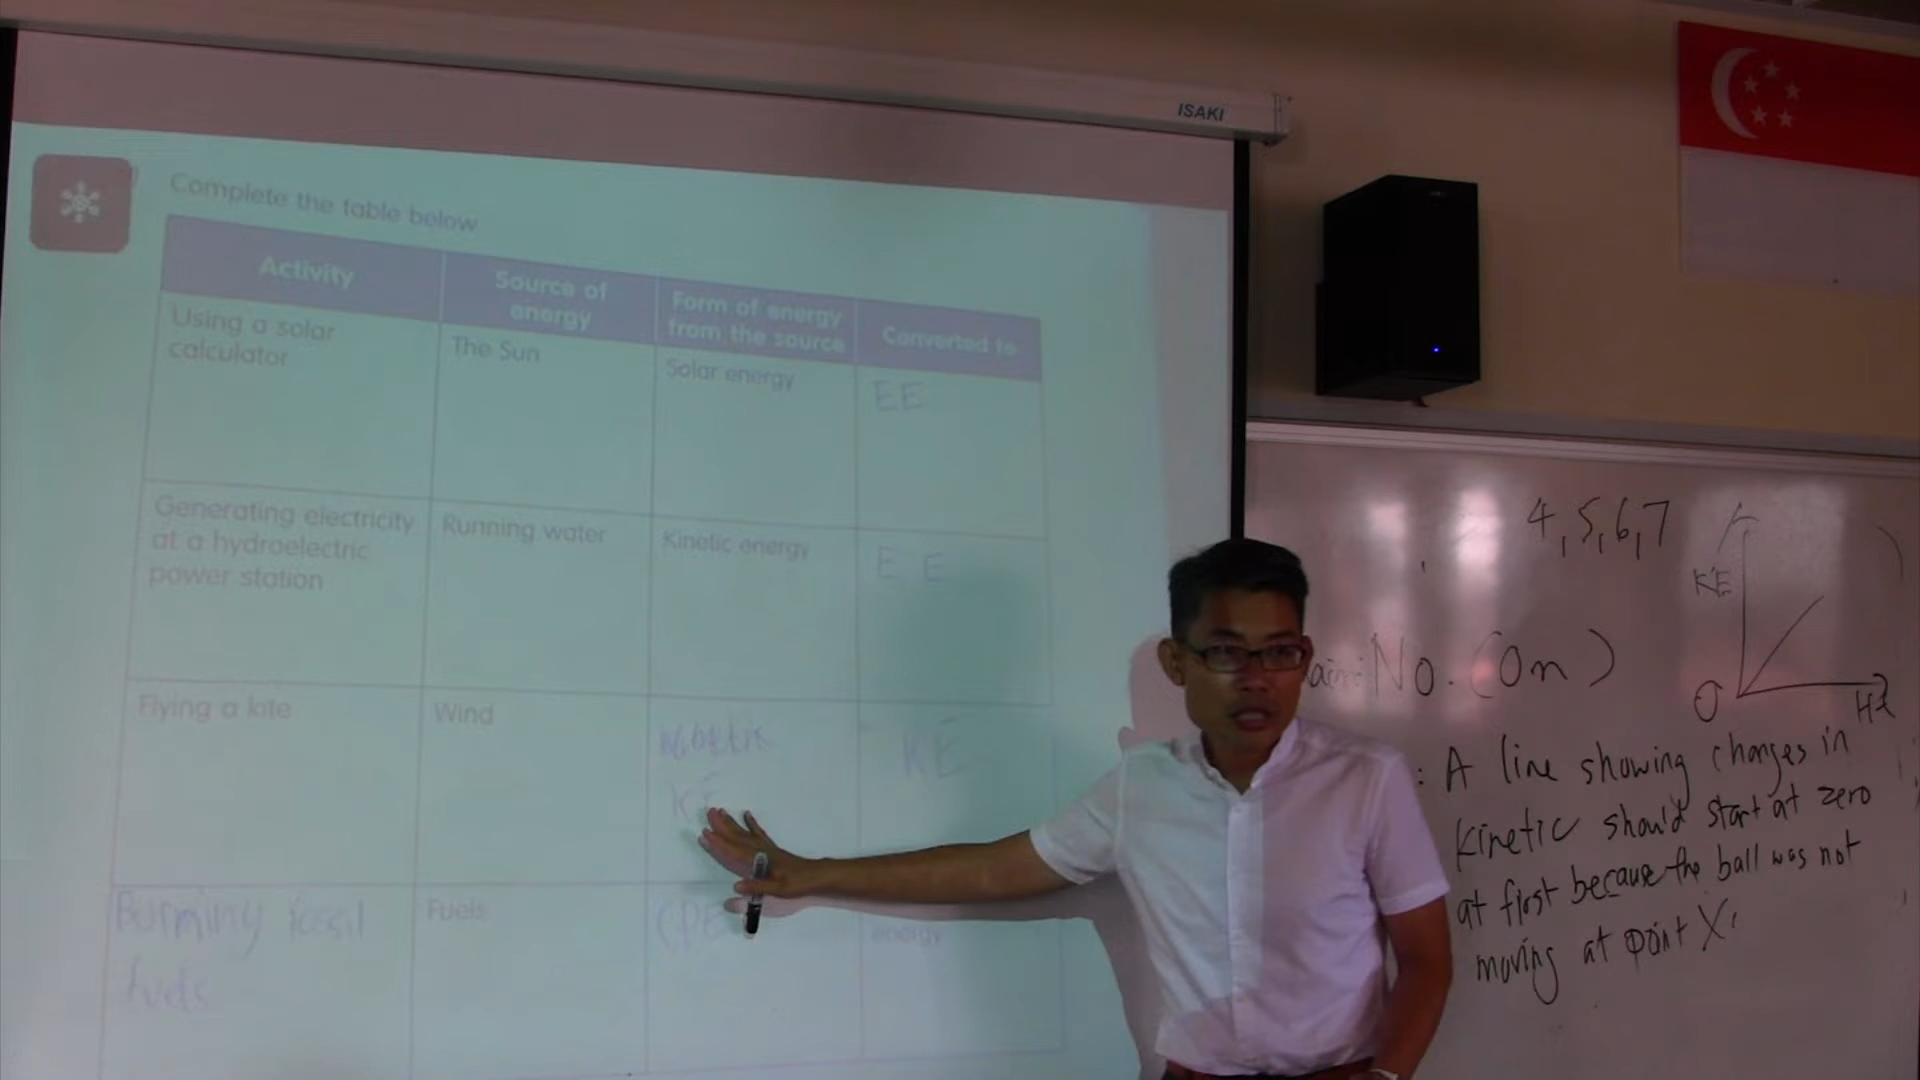 ISAKI
Complete the table below
Activity
Source of
energy
Form of energy
from the source
Converted to
Using a solar
calculator
The Sun
Solar energy
EE
Generating electricity
at a hydroelectric
power station
Running water
Kinetic energy
E E
Flying a kite
Wind
KE
KE
Burning fossil
fuels
Fuels
CPE
energy
4,5,6,7
KE
O
No. (On)
: A line showing changes in
kinetic should start at zero
at first because the ball was not
moving at point X.